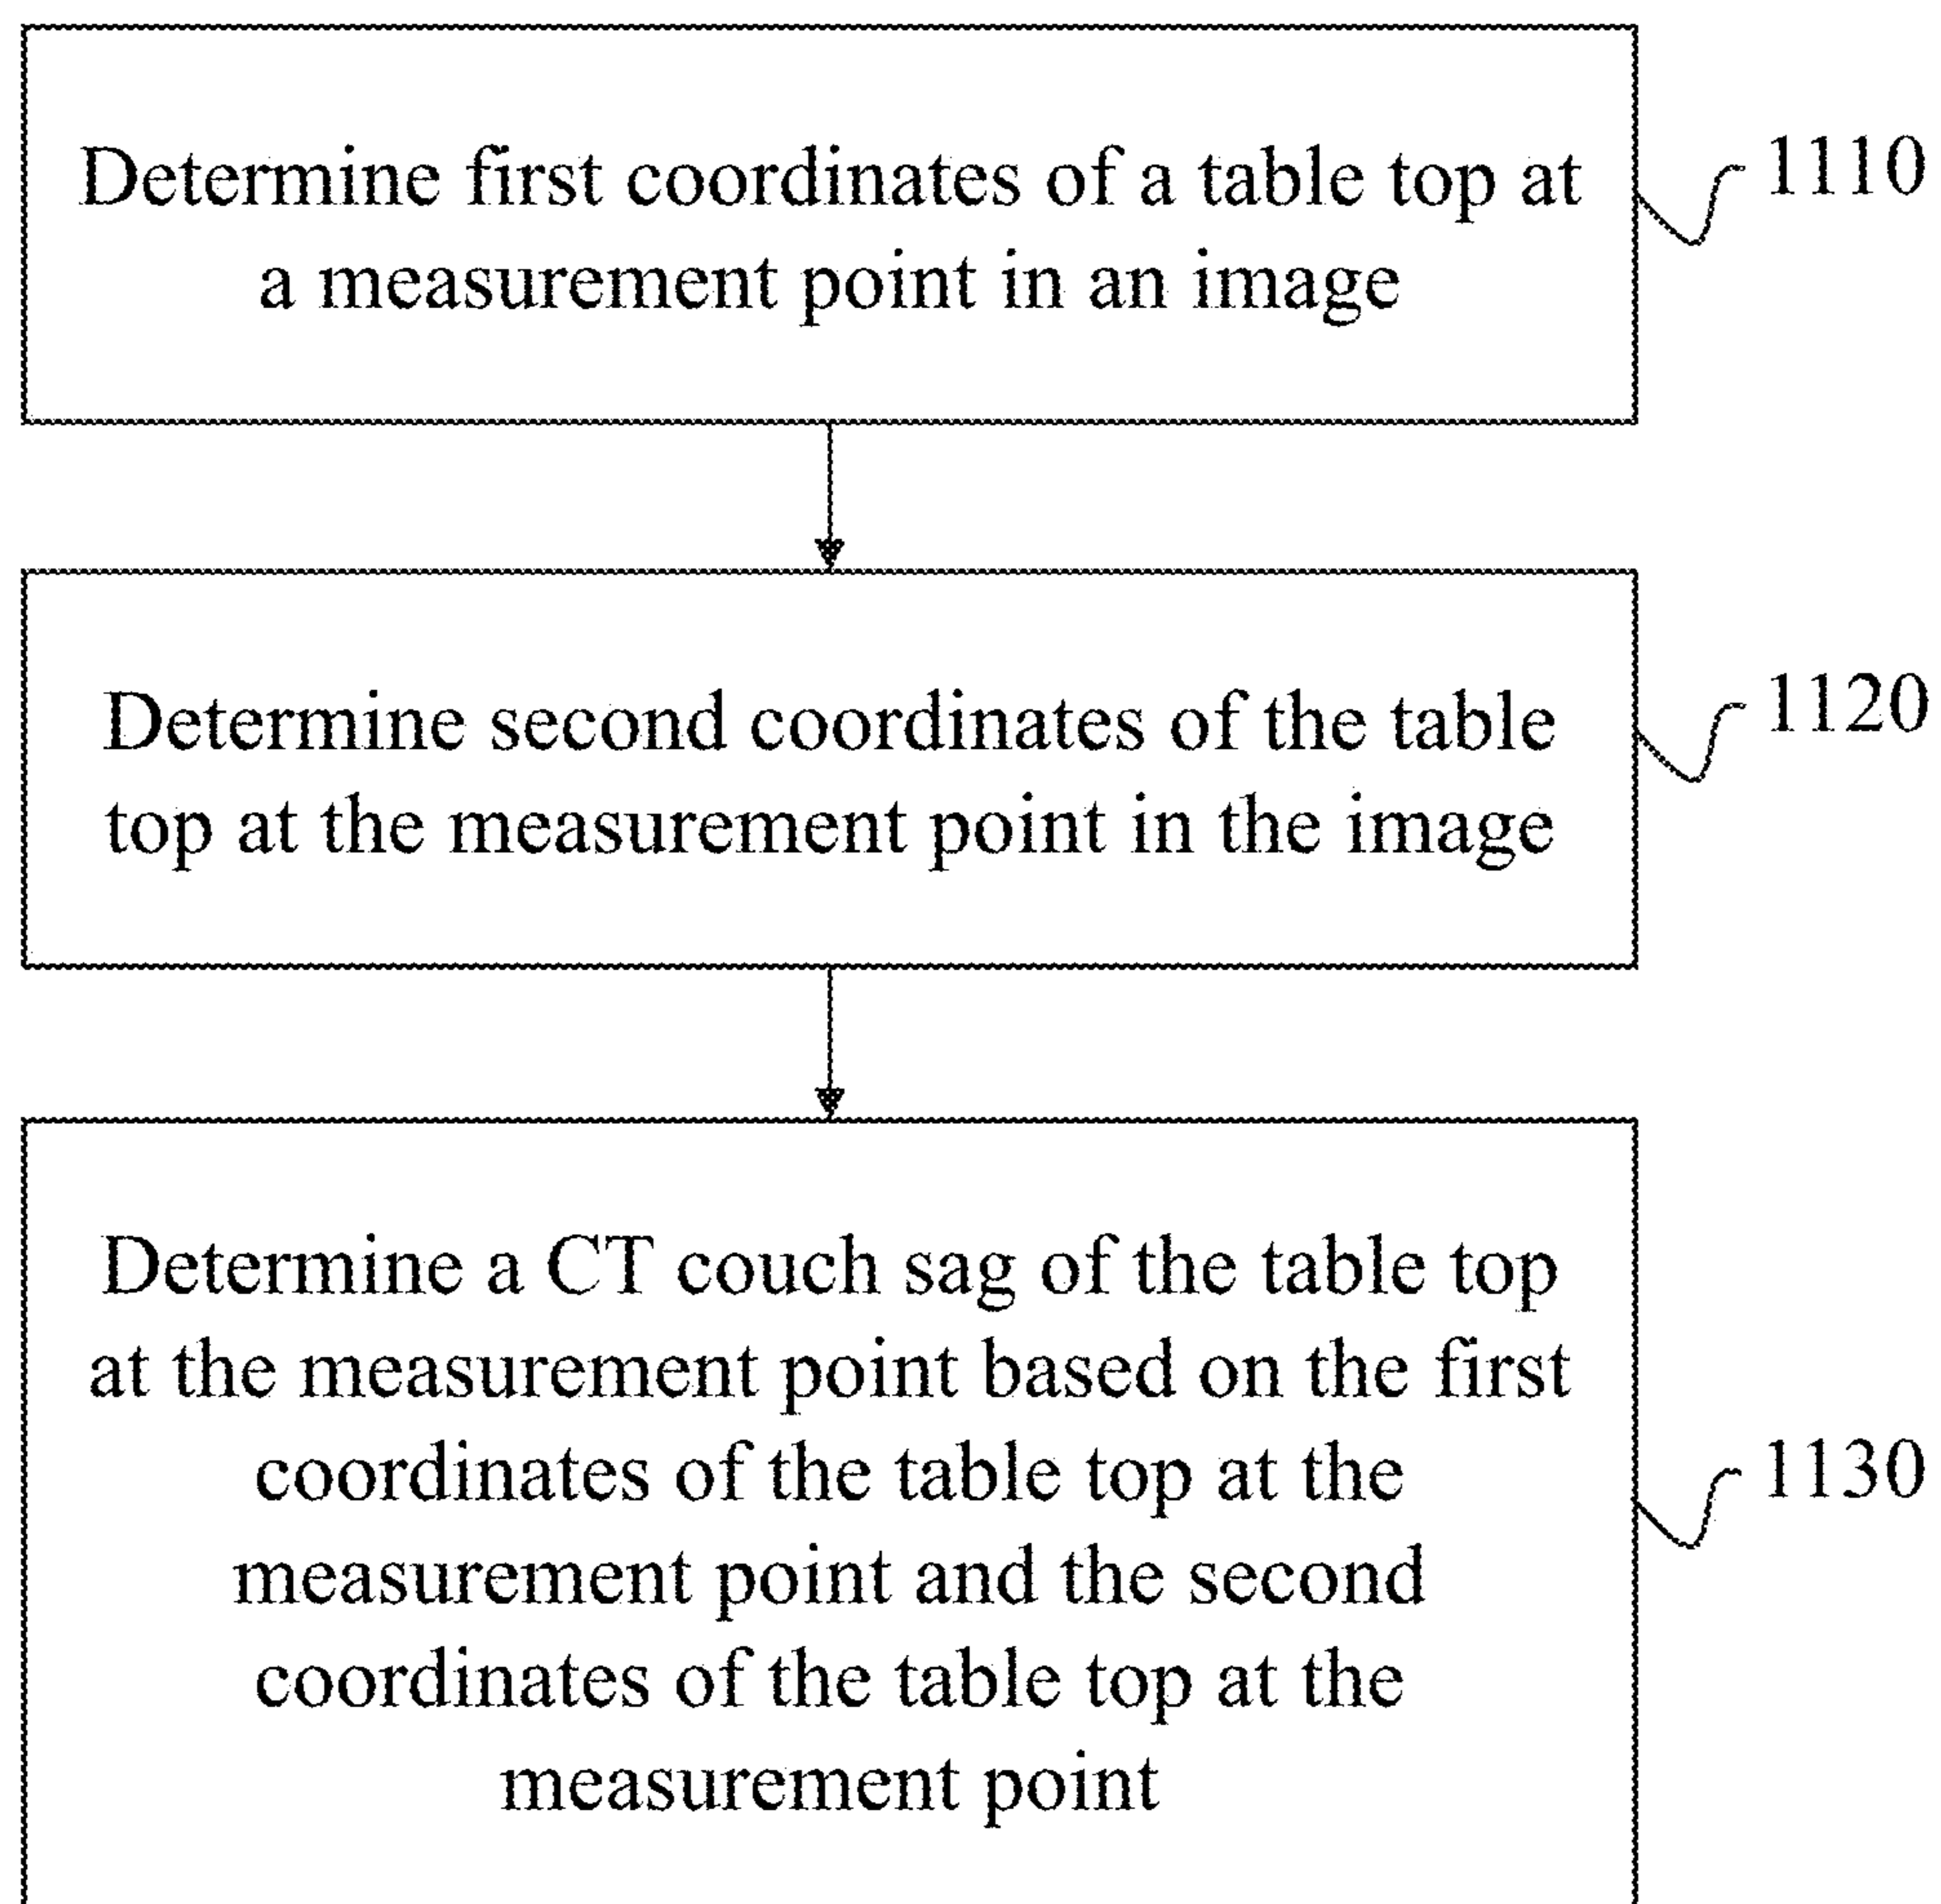 Determine first coordinates of a table top at
a measurement point in an image
1110
Determine second coordinates of the table
top at the measurement point in the image
1120
Determine a CT couch sag of the table top
at the measurement point based on the first
coordinates of the table top at the
measurement point and the second
coordinates of the table top at the
measurement point
1130